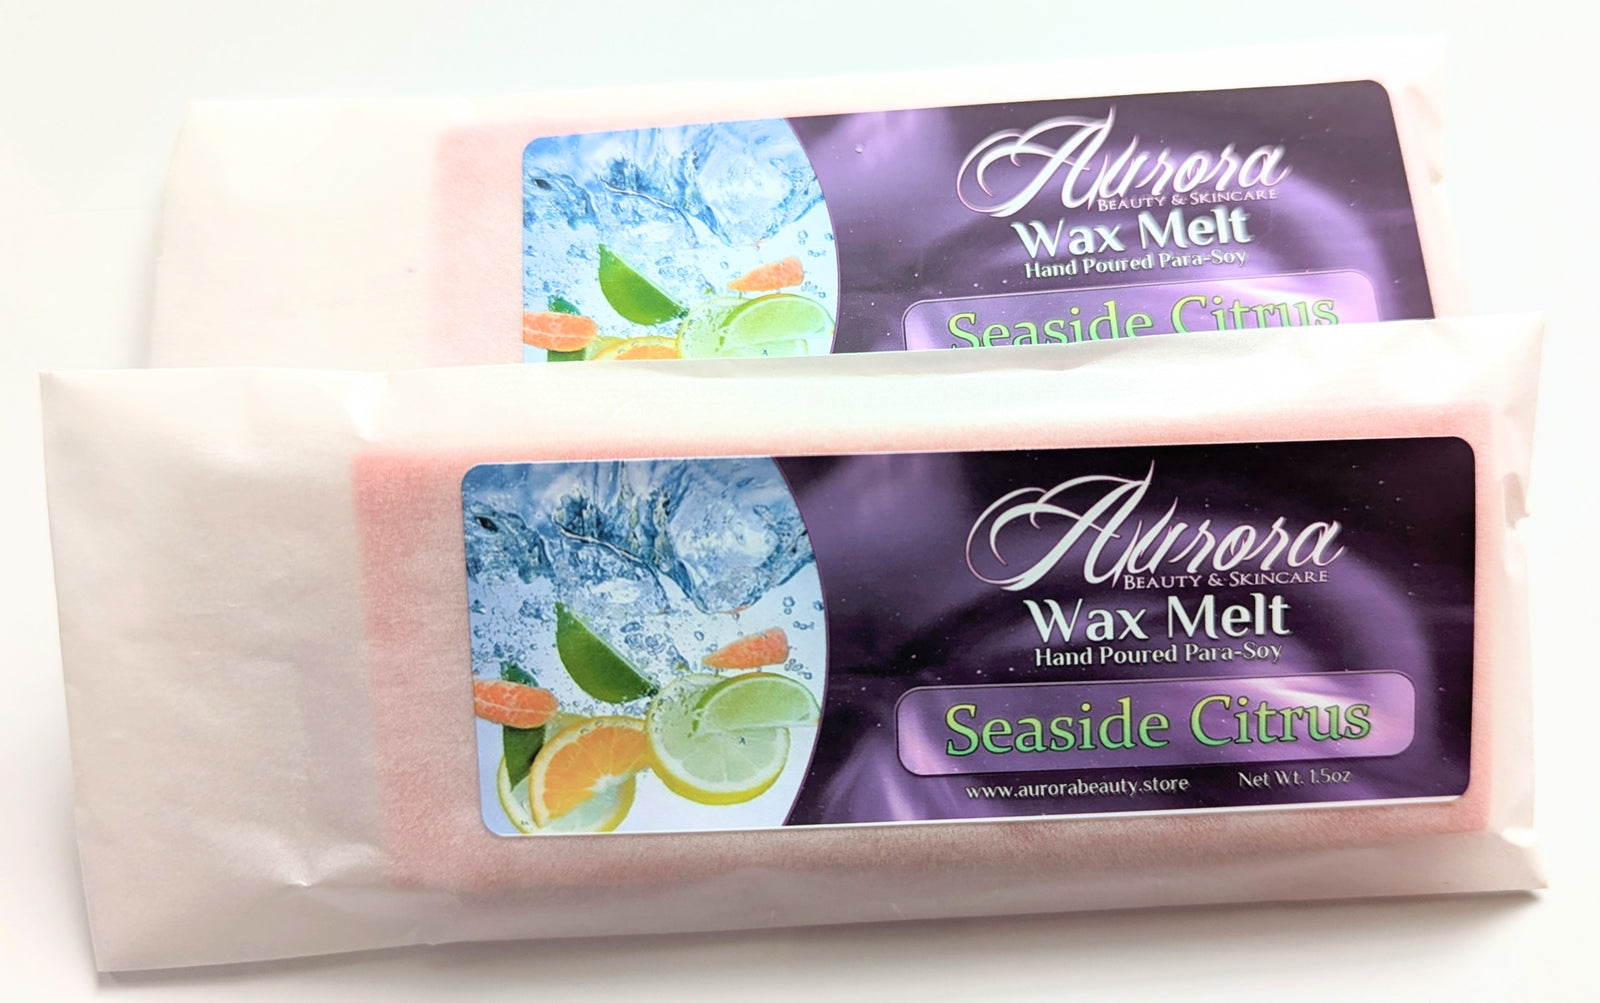 Aurora
BEAUTY & SKINCARE
Wax Melt
Hand Poured Para-Soy
Seaside Citrus
Aurora
BEAUTY & SKINCARE
Wax Melt
Hand Poured Para-Soy
Seaside Citrus
www.aurorabeauty.store Net Wt. 1.5oz